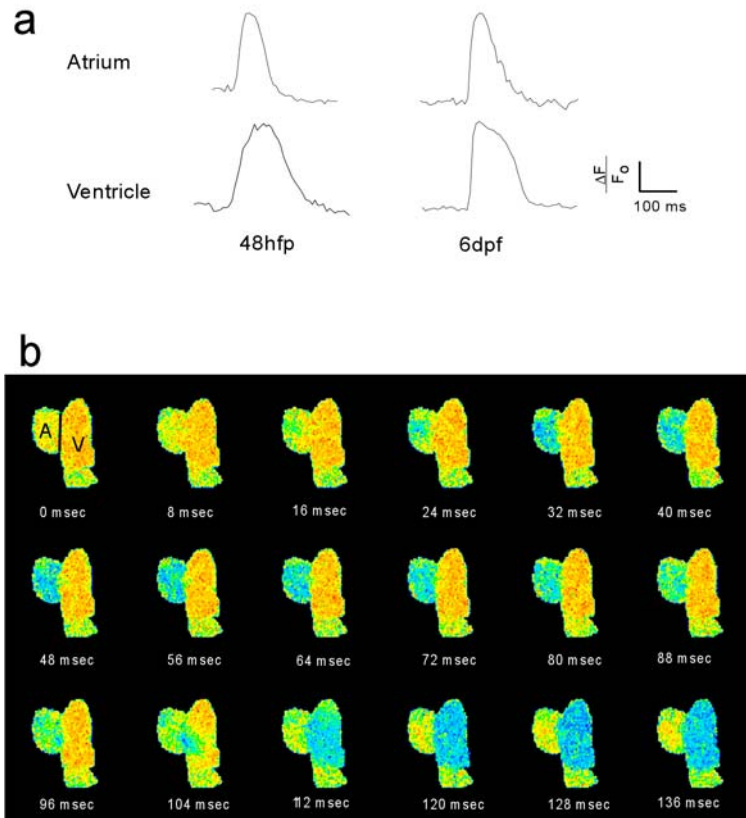 a
Atrium
Ventricle
ΔF
Fo
100 ms
48hfp
6dpf
b
A
V
0 msec
8 msec
16 msec
24 msec
32 msec
40 msec
48 msec
56 msec
64 msec
72 msec
80 msec
88 msec
96 msec
104 msec
112 msec
120 msec
128 msec
136 msec